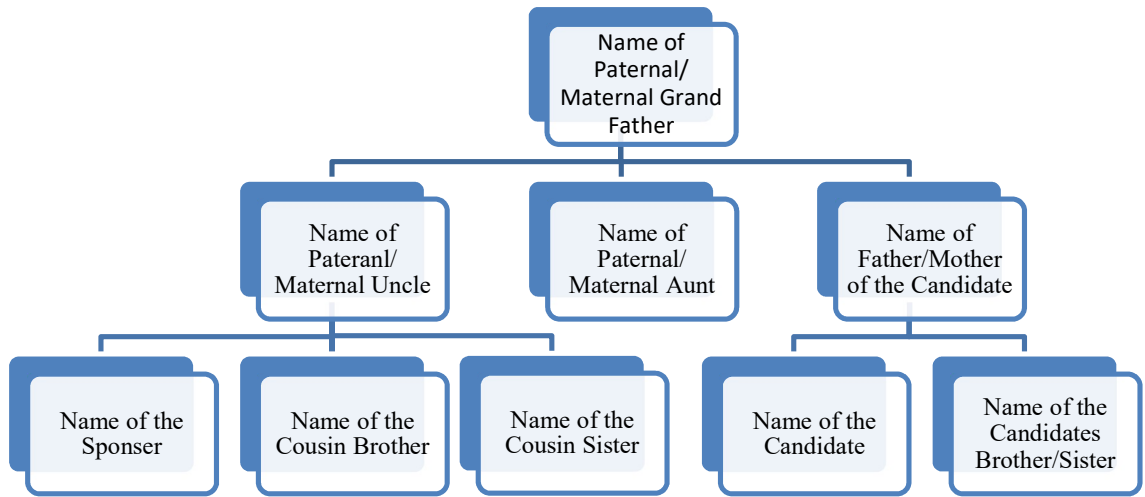 Name of
Paternal/
Maternal Grand
Father
Name of
Pateranl/
Maternal Uncle
Name of
Paternal/
Maternal Aunt
Name of
Father/Mother
of the Candidate
Name of the
Sponser
Name of the
Cousin Brother
Name of the
Cousin Sister
Name of the
Candidate
Name of the
Candidates
Brother/Sister